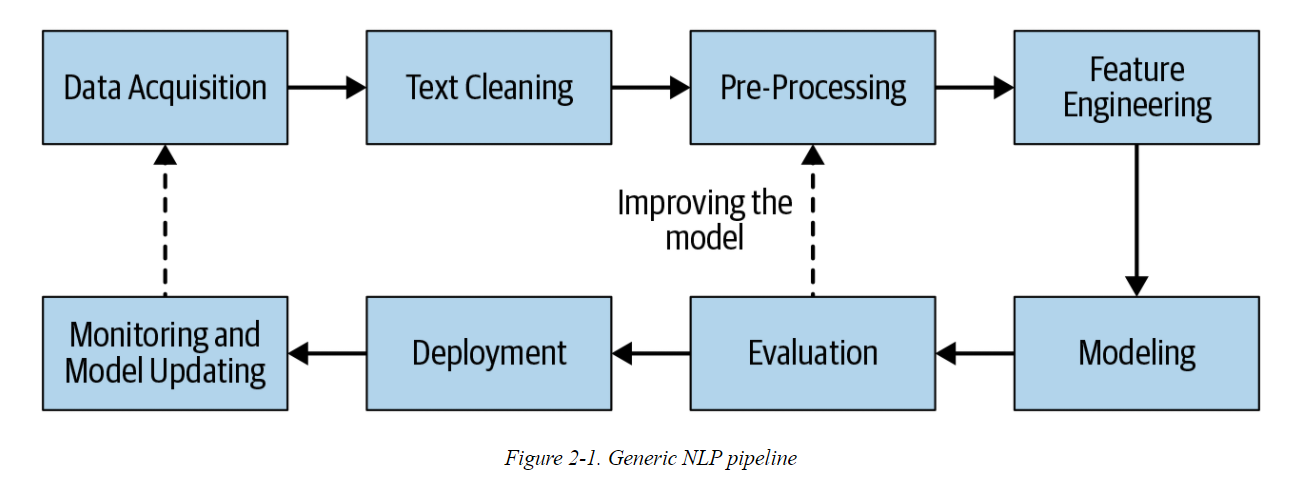 Data Acquisition
Text Cleaning
Pre-Processing
Feature
Engineering
Improving the
model
Monitoring and
Model Updating
Deployment
Evaluation
Modeling
Figure 2-1. Generic NLP pipeline